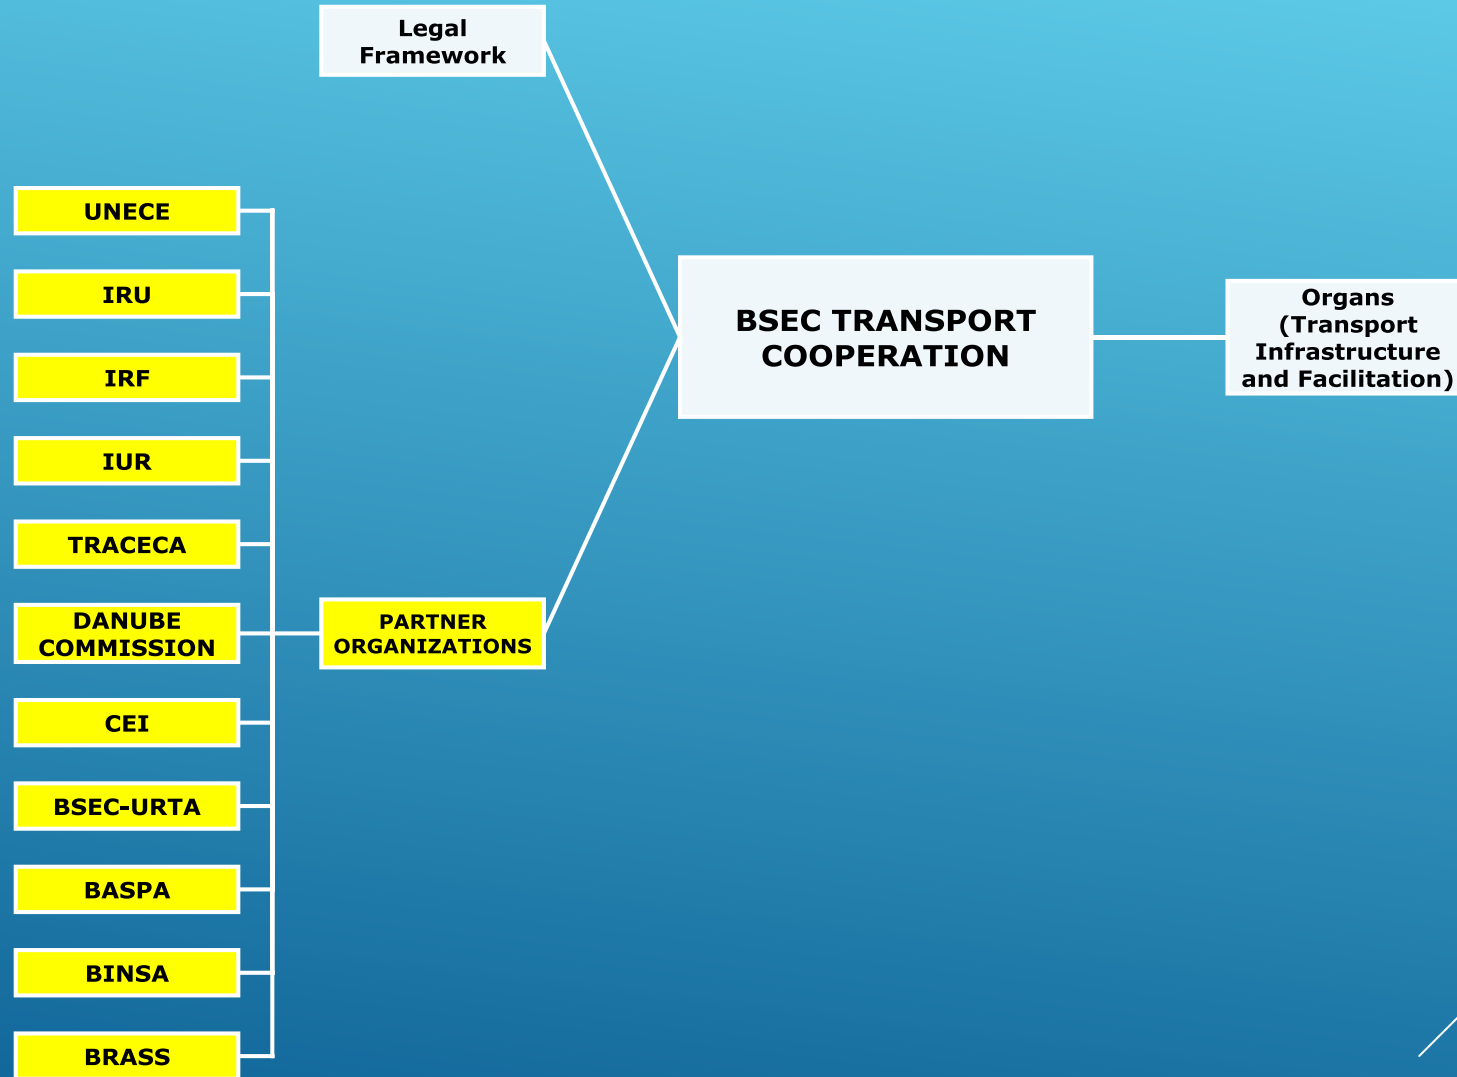 Legal
Framework
UNECE
IRU
IRF
IUR
TRACECA
DANUBE
COMMISSION
CEI
BSEC-URTA
BASPA
BINSA
BRASS
PARTNER
ORGANIZATIONS
BSEC TRANSPORT
COOPERATION
Organs
(Transport
Infrastructure
and Facilitation)